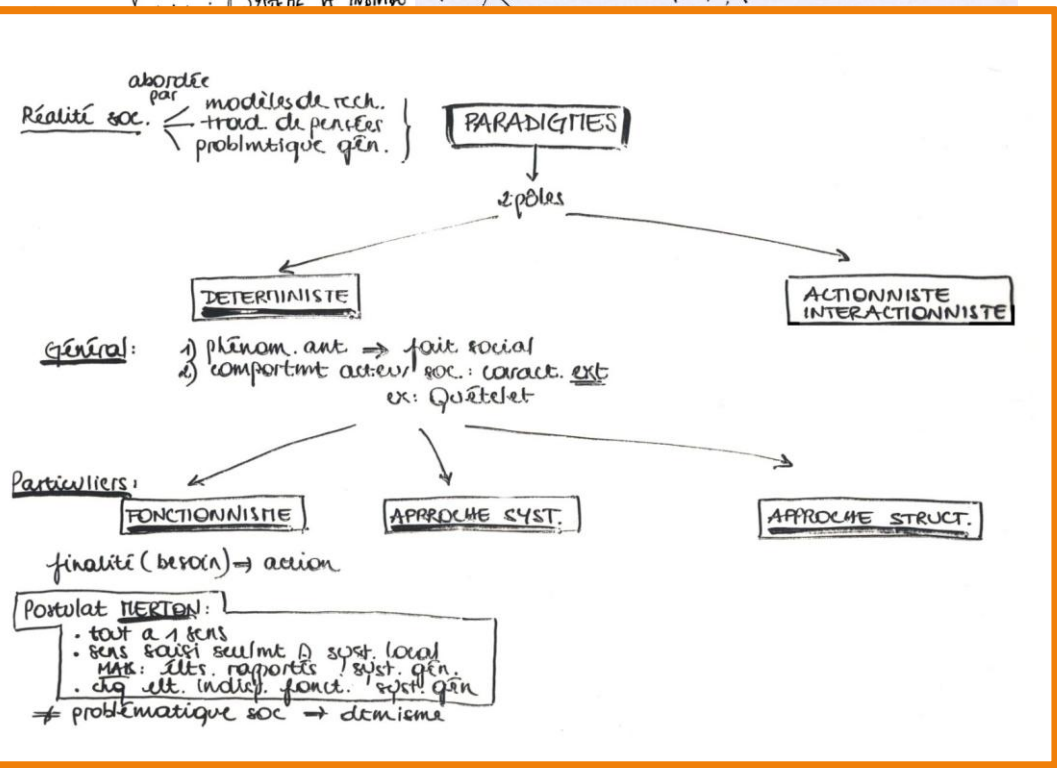 SYSTÈME
abordée
par
Réalité soc.
modèles de rech.
trad. de pensées
problmtique gén.
PARADIGMES
2 pôles
DETERMINISTE
ACTIONNISTE
INTERACTIONNISTE
Général:
1) phénom. ant. ⇒ fait social
2) comportmt acteur soc.: caract. ext
ex: Quételet
Particuliers:
FONCTIONNISME
APPROCHE SYST.
APPROCHE STRUCT.
finalité (besoin) ⇒ action
Postulat MERTON:
• tout a 1 sens
• sens saisi seulmt syst. local
élts. raportés syst. gén.
• chq elt. indisp. fonct. syst. gén
≠ problématique soc → dtmisme